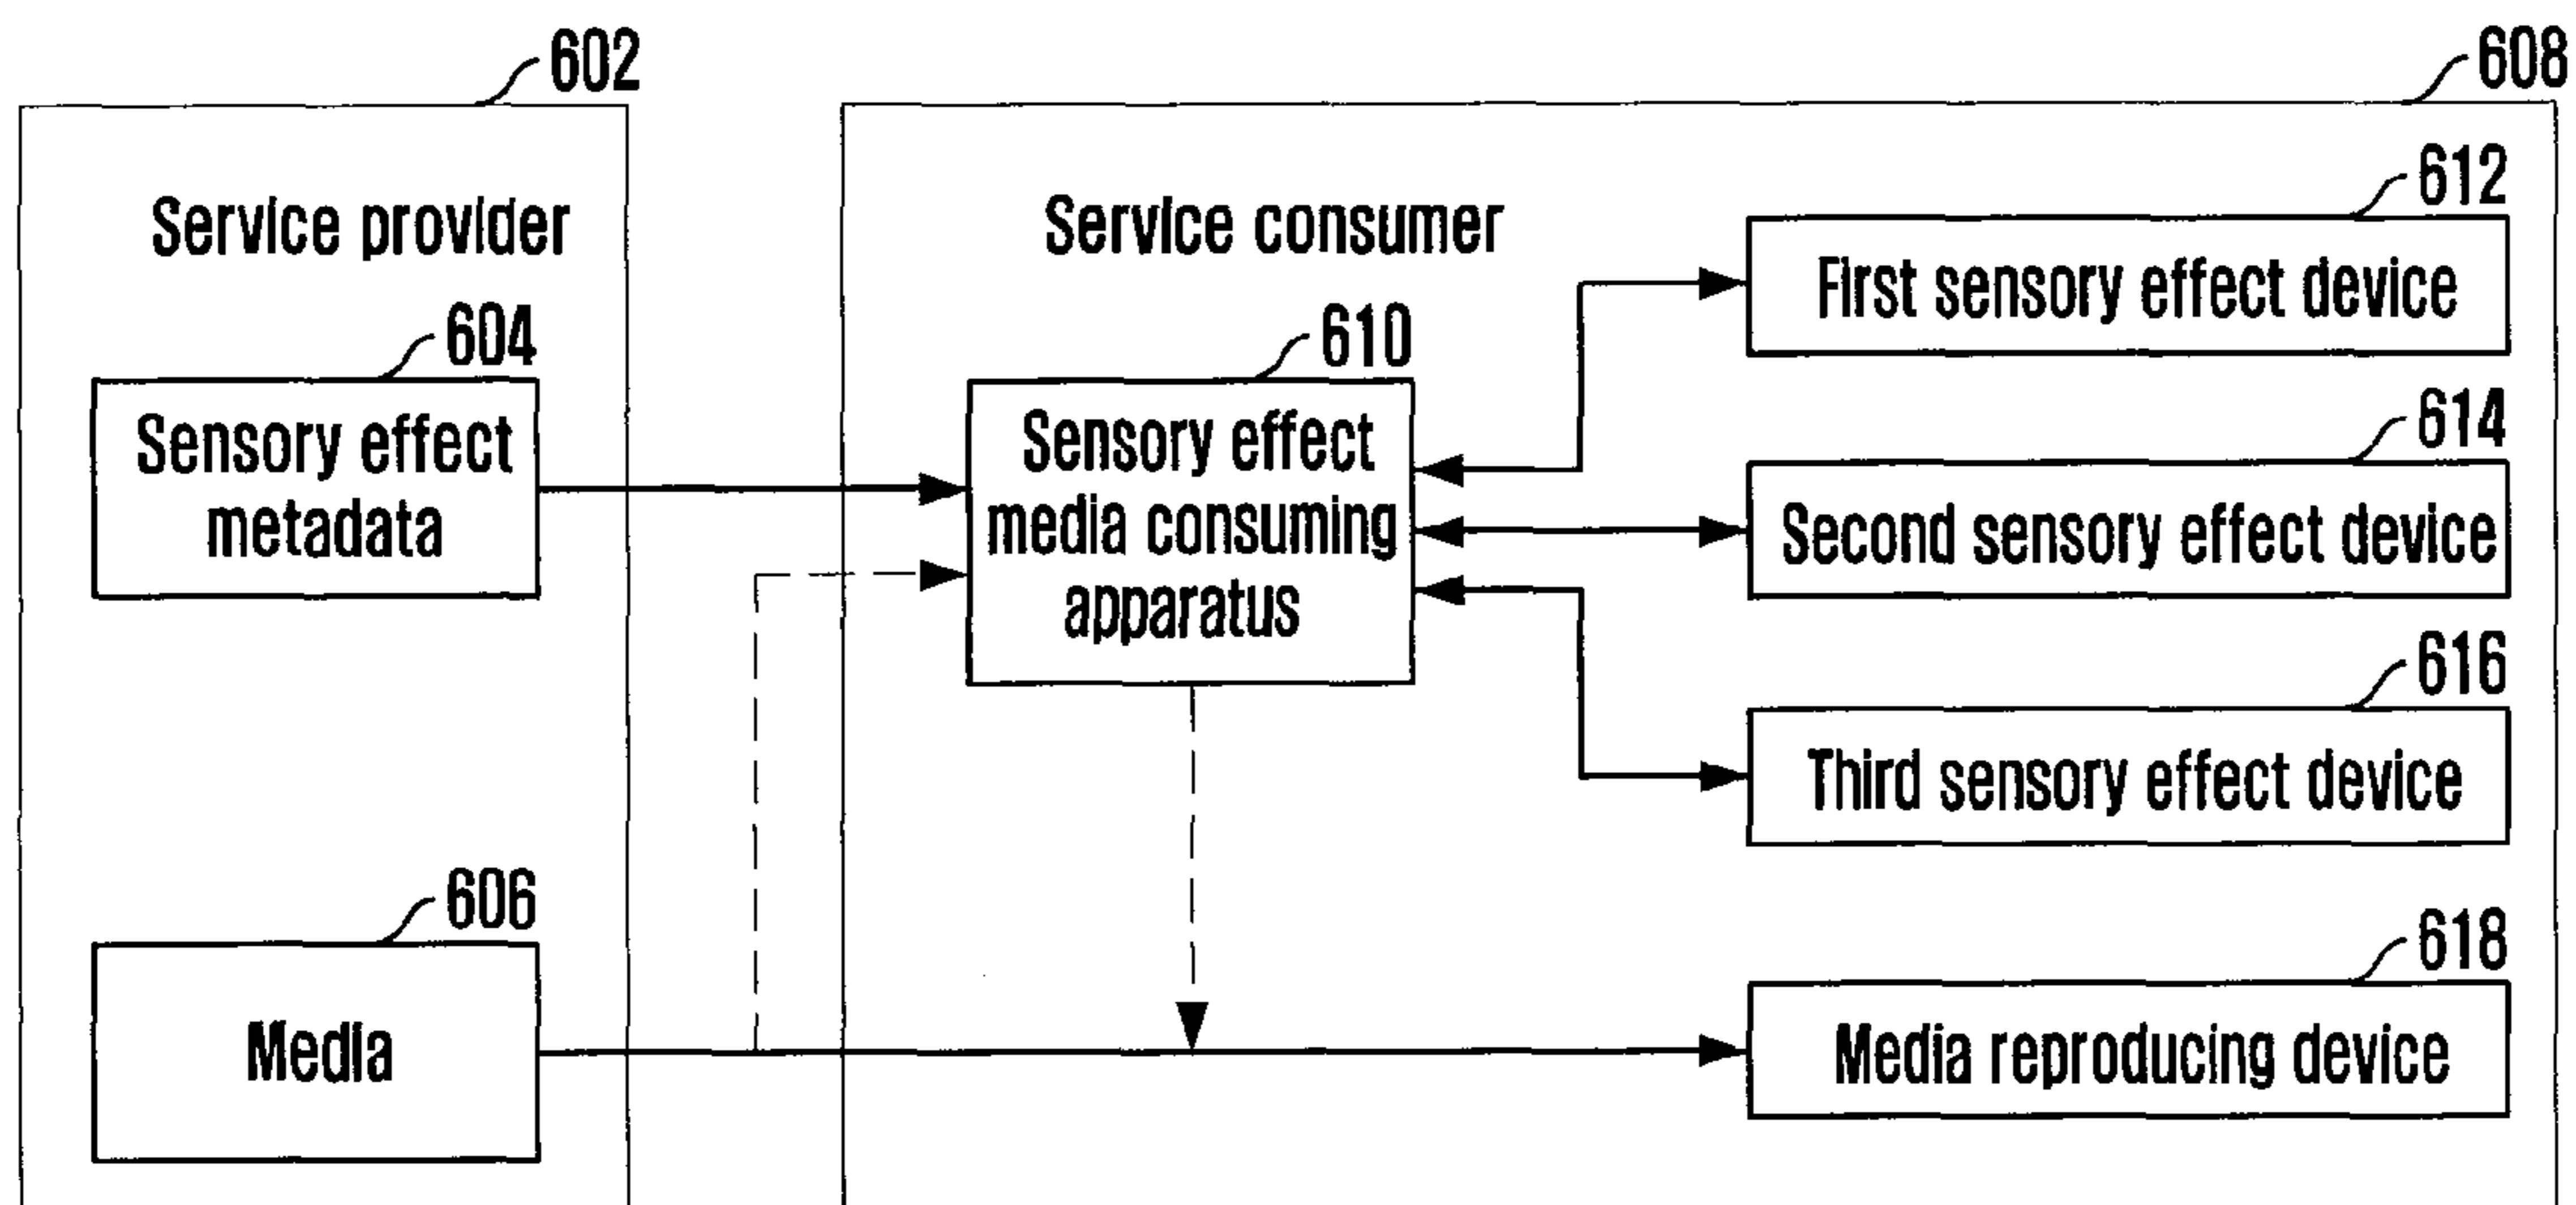 602
Service provider
604
Sensory effect
metadata
606
Media
608
Service consumer
610
Sensory effect
media consuming
apparatus
612
First sensory effect device
614
Second sensory effect device
616
Third sensory effect device
618
Media reproducing device